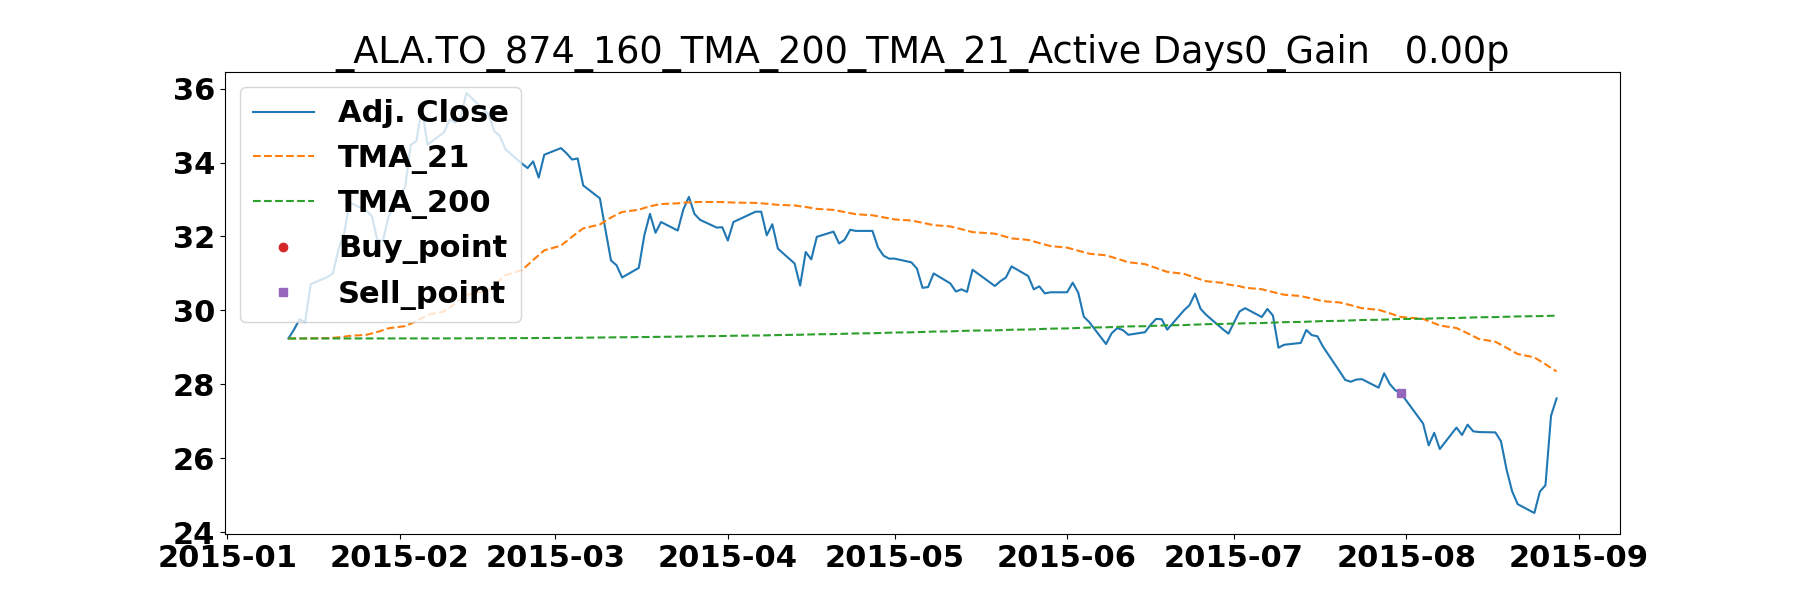 _ALA.TO_874_160_TMA_200_TMA_21_Active Days0_Gain   0.00p
36
34
32
30
28
26
24
Adj. Close
TMA_21
TMA_200
Buy_point
Sell_point
2015-01 2015-02 2015-03 2015-04 2015-05 2015-06 2015-07 2015-08 2015-09